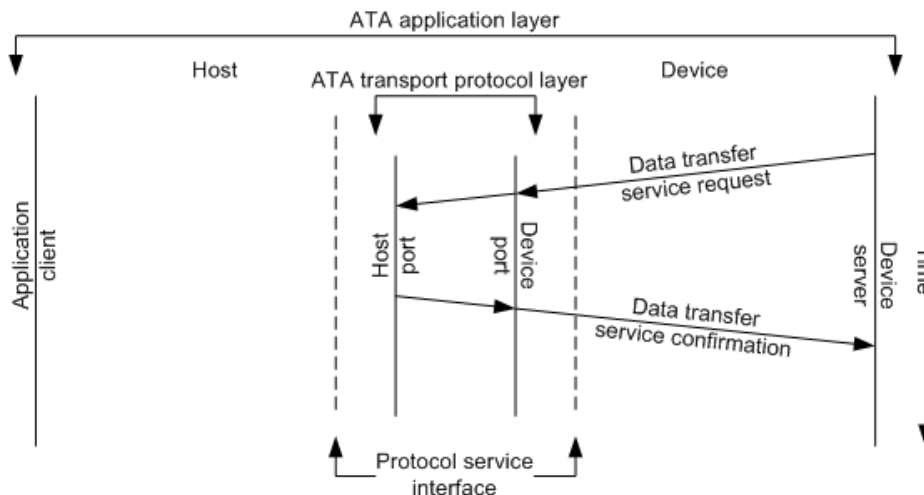 ATA application layer
Host
Device
ATA transport protocol layer
Data transfer
service request
Application
client
Host
port
Device
port
Device
server
Time
Data transfer
service confirmation
Protocol service
interface